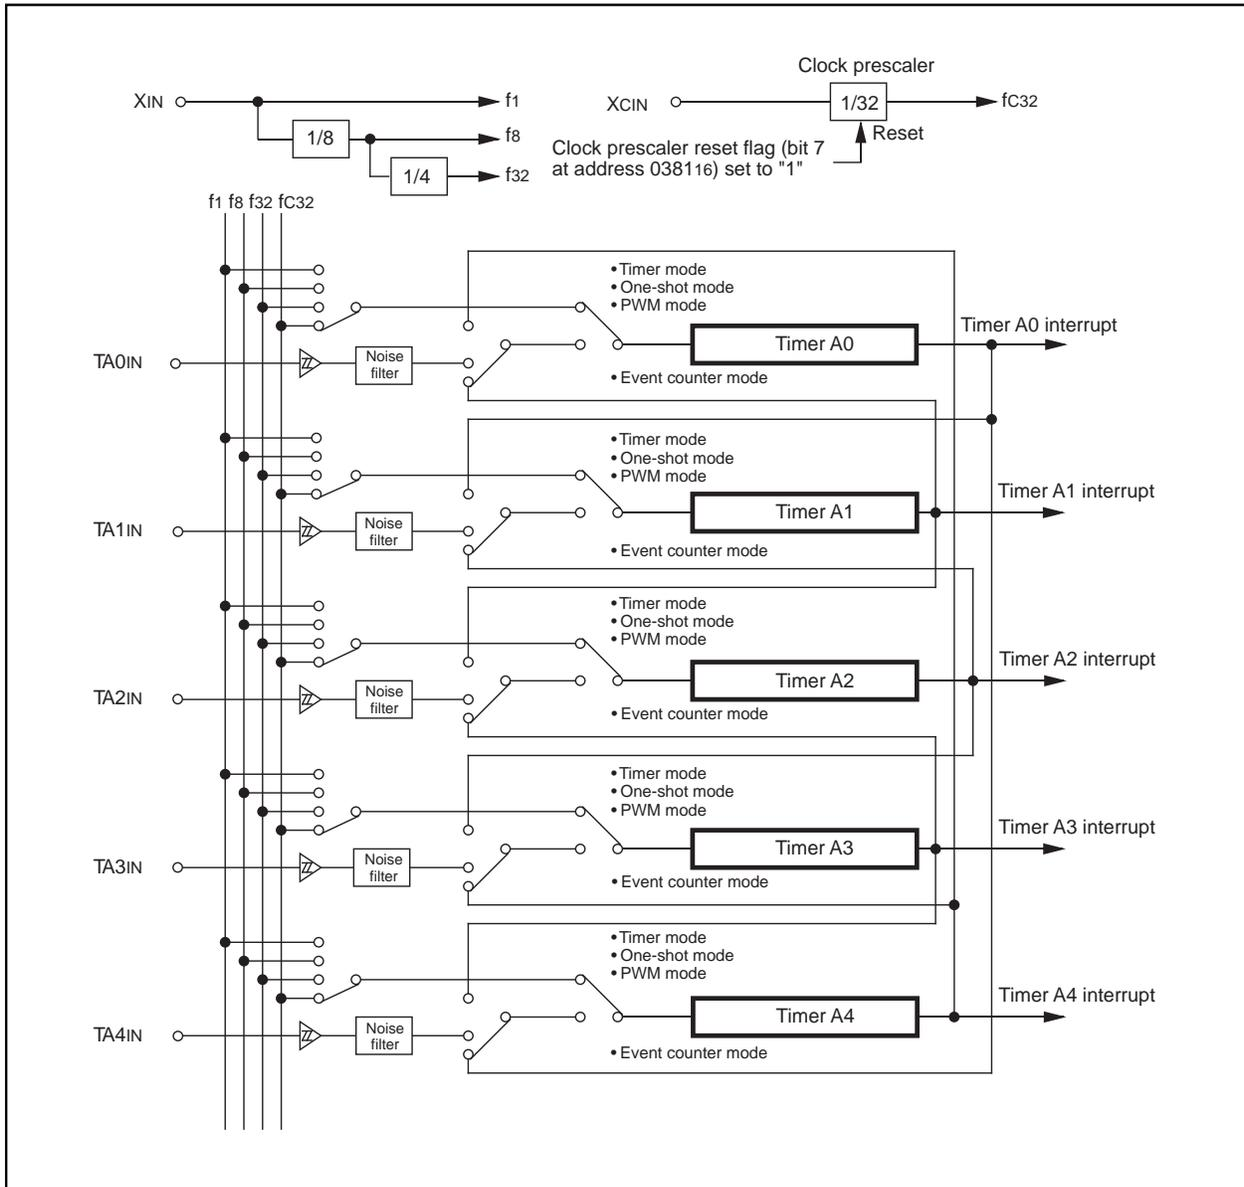 Clock prescaler
XIN
f1
XCIN
1/32
fC32
1/8
f8
Reset
Clock prescaler reset flag (bit 7
at address 038116) set to "1"
1/4
f32
f1 f8 f32 fC32
• Timer mode
• One-shot mode
• PWM mode
Timer A0 interrupt
Timer A0
TA0IN
Noise
filter
• Event counter mode
• Timer mode
• One-shot mode
• PWM mode
Timer A1 interrupt
Timer A1
TA1IN
Noise
filter
• Event counter mode
• Timer mode
• One-shot mode
• PWM mode
Timer A2 interrupt
Timer A2
TA2IN
Noise
filter
• Event counter mode
• Timer mode
• One-shot mode
• PWM mode
Timer A3 interrupt
Timer A3
TA3IN
Noise
filter
• Event counter mode
• Timer mode
• One-shot mode
• PWM mode
Timer A4 interrupt
Timer A4
TA4IN
Noise
filter
• Event counter mode